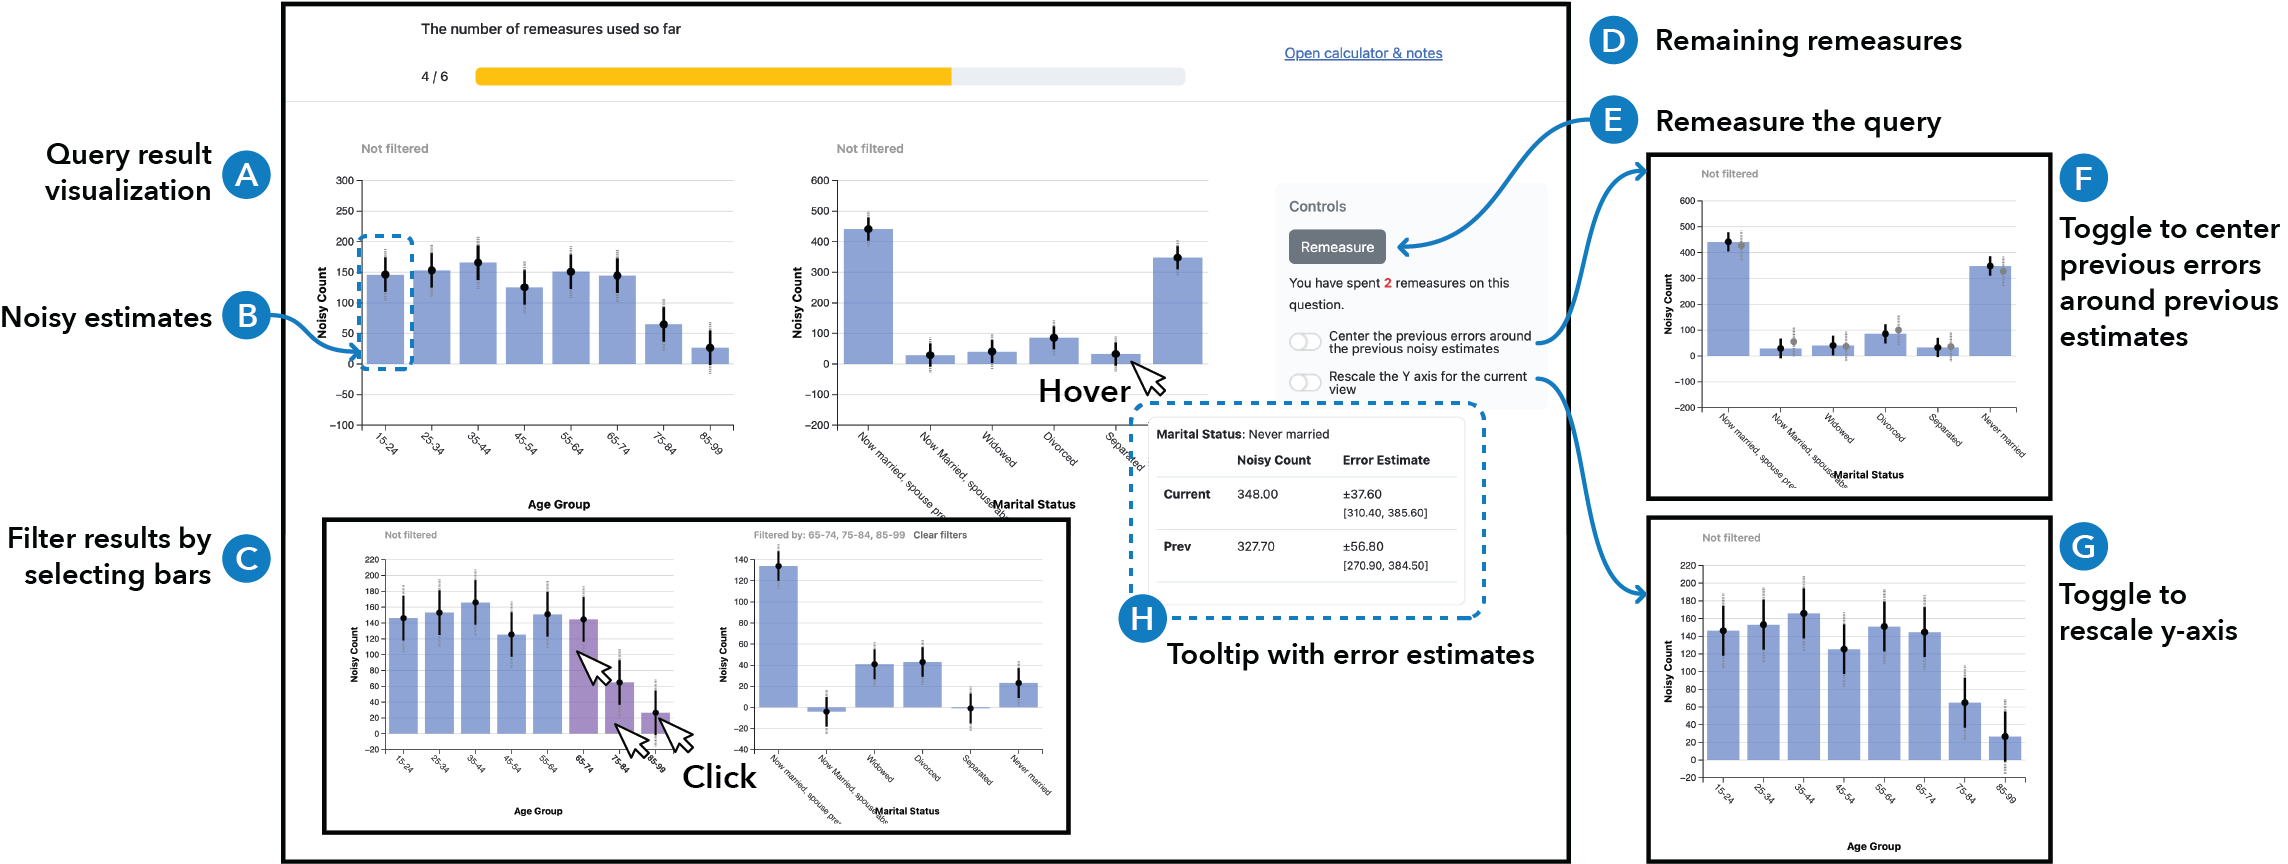 The number of remeasures used so far
4 / 6
Open calculator & notes
D
Remaining remeasures
E
Remeasure the query
A
Query result
visualization
B
Noisy estimates
C
Filter results by
selecting bars
Not filtered
300
250
200
150
100
50
0
−50
−100
Noisy Count
15-24
25-34
35-44
45-54
55-64
65-74
75-84
85-99
Age Group
Not filtered
600
500
400
300
200
100
0
−100
−200
Noisy Count
Now married, spouse pre
Now Married, spouse abs
Widowed
Divorced
Separated
Marital Status
Hover
Controls
Remeasure
You have spent 2 remeasures on this
question.
Center the previous errors around
the previous noisy estimates
Rescale the Y axis for the current
view
Marital Status: Never married
Noisy Count Error Estimate
Current 348.00 ±37.60
[310.40, 385.60]
Prev 327.70 ±56.80
[270.90, 384.50]
H
Tooltip with error estimates
Not filtered
220
200
180
160
140
120
100
80
60
40
20
0
−20
Noisy Count
15-24
25-34
35-44
45-54
55-64
65-74
75-84
85-99
Age Group
Click
Filtered by: 65-74, 75-84, 85-99 Clear filters
140
120
100
80
60
40
20
0
−20
−40
Noisy Count
Now married, spouse pre
Now Married, spouse abs
Widowed
Divorced
Separated
Never married
Marital Status
Not filtered
600
500
400
300
200
100
0
−100
−200
Noisy Count
Now married, spouse pre
Now Married, spouse abs
Widowed
Divorced
Separated
Never married
Marital Status
F
Toggle to center
previous errors
around previous
estimates
Not filtered
220
200
180
160
140
120
100
80
60
40
20
0
−20
Noisy Count
15-24
25-34
35-44
45-54
55-64
65-74
75-84
85-99
Age Group
G
Toggle to
rescale y-axis